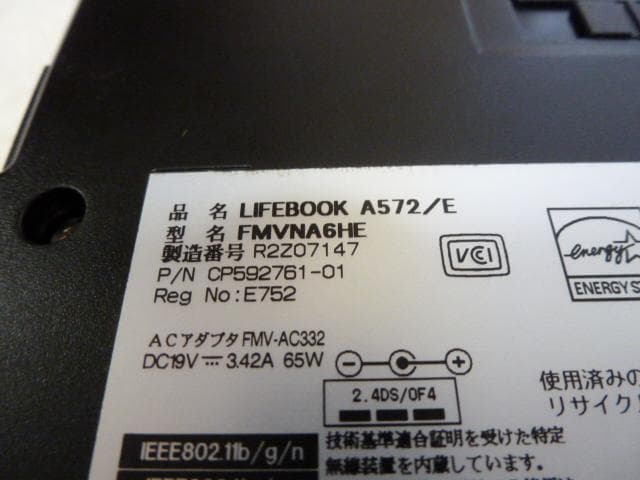 品 名 LIFEBOOK A572/E
型 名 FMVNA6HE
製造番号 R2Z07147
P/N CP592761-01
Reg No:E752
VCCI
energy
ENERGY S
ACアダプタ FMV-AC332
DC19V 3.42A 65W
2.4DS/OF4
使用済みの
リサイク
IEEE802.11b/g/n
技術基準適合証明を受けた特定
無線装置を内蔵しています。